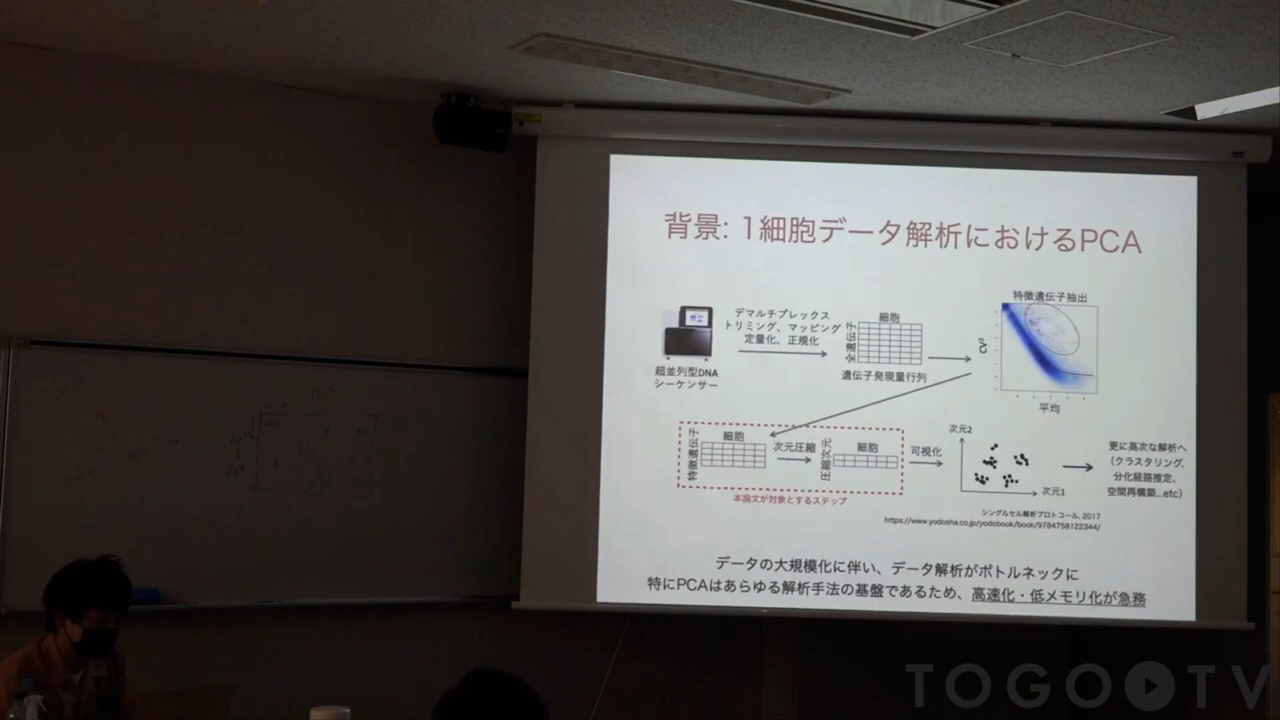 背景: 1細胞データ解析におけるPCA
超並列型DNA
シーケンサー
デマルチプレックス
トリミング、マッピング
定量化、正規化
細胞
全遺伝子
遺伝子発現量行列
特徴遺伝子抽出
CV²
平均
細胞
特徴遺伝子
次元圧縮
細胞
圧縮次元
本論文が対象とするステップ
可視化
次元2
次元1
更に高次な解析へ
(クラスタリング、
分化経路推定、
空間再構築...etc)
シングルセル解析プロトコール, 2017
https://www.yodosha.co.jp/yodobook/book/9784758122344/
データの大規模化に伴い、データ解析がボトルネックに
特にPCAはあらゆる解析手法の基盤であるため、高速化・低メモリ化が急務
TOGO TV